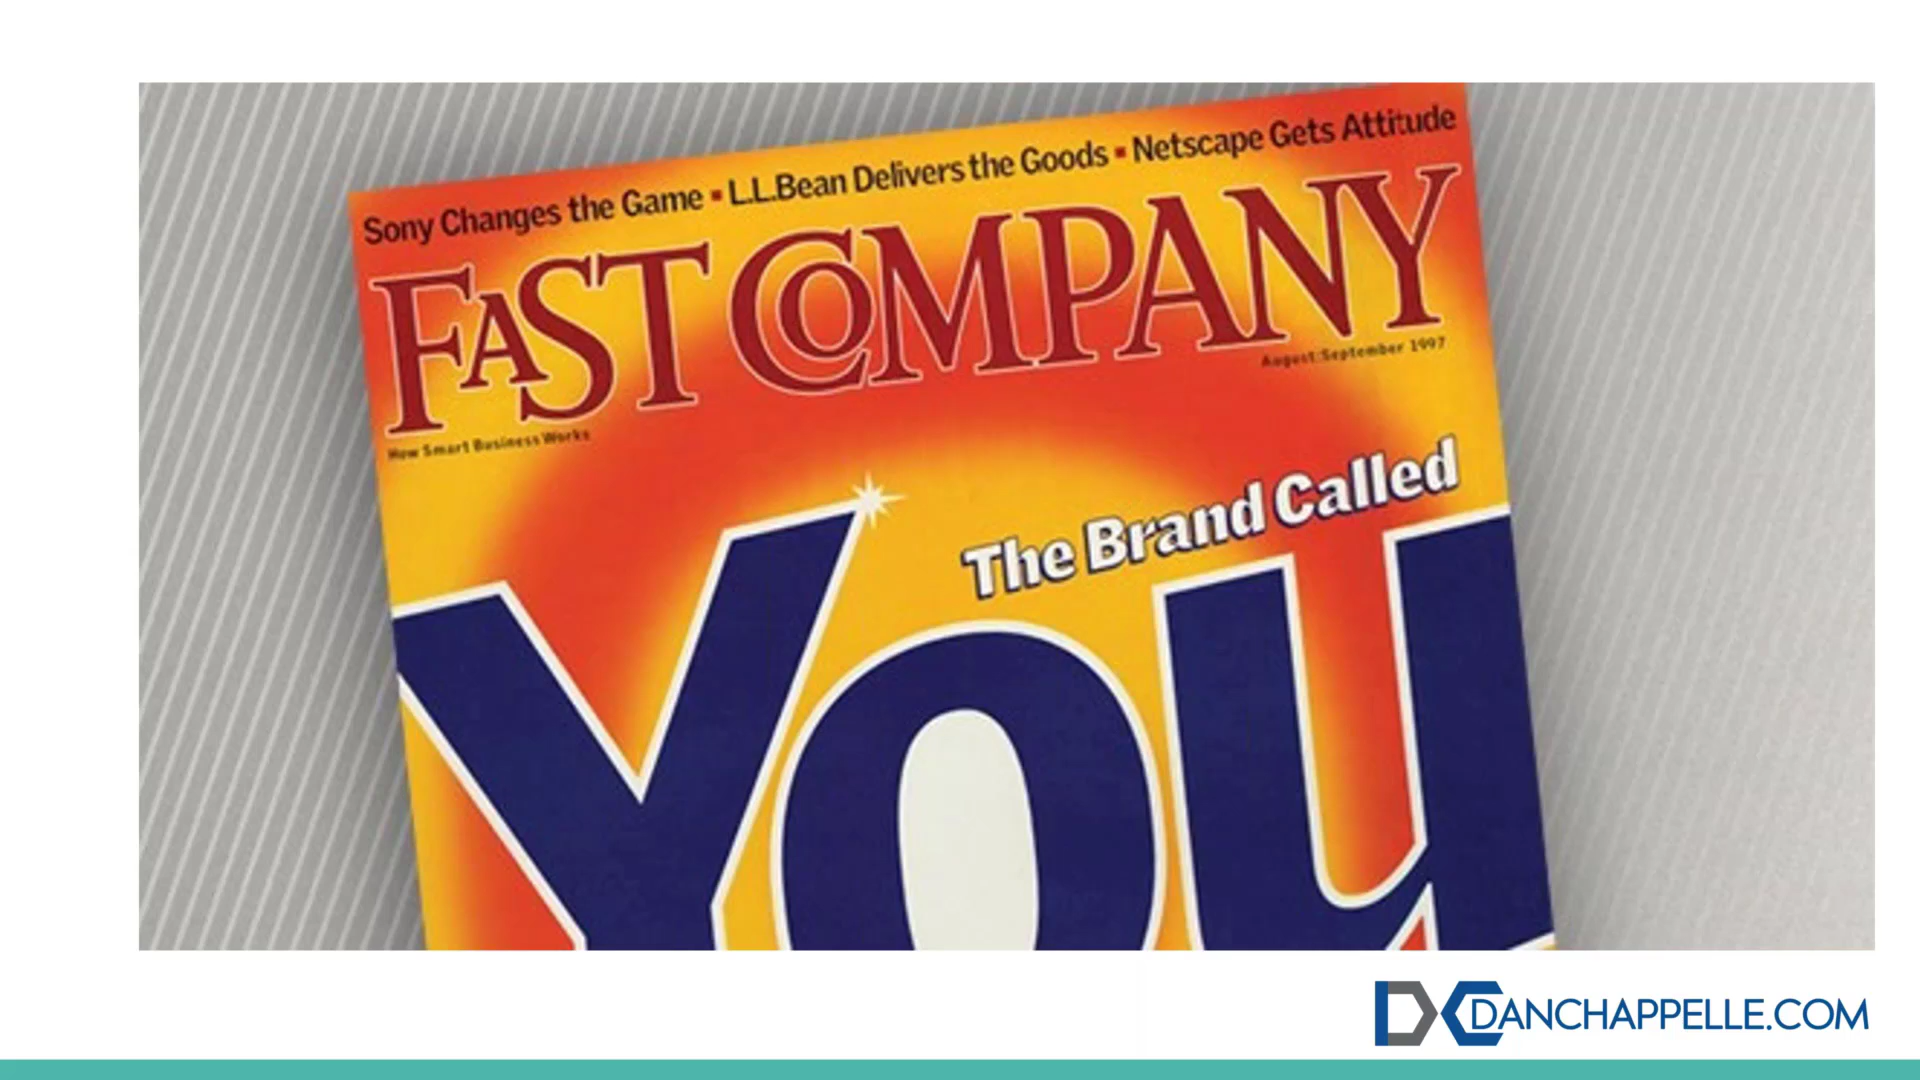 Sony Changes the Game ▪ L.L.Bean Delivers the Goods ▪ Netscape Gets Attitude
FAST COMPANY
August:September 1997
How Smart Business Works
The Brand Called
You
DANCHAPPELLE.COM